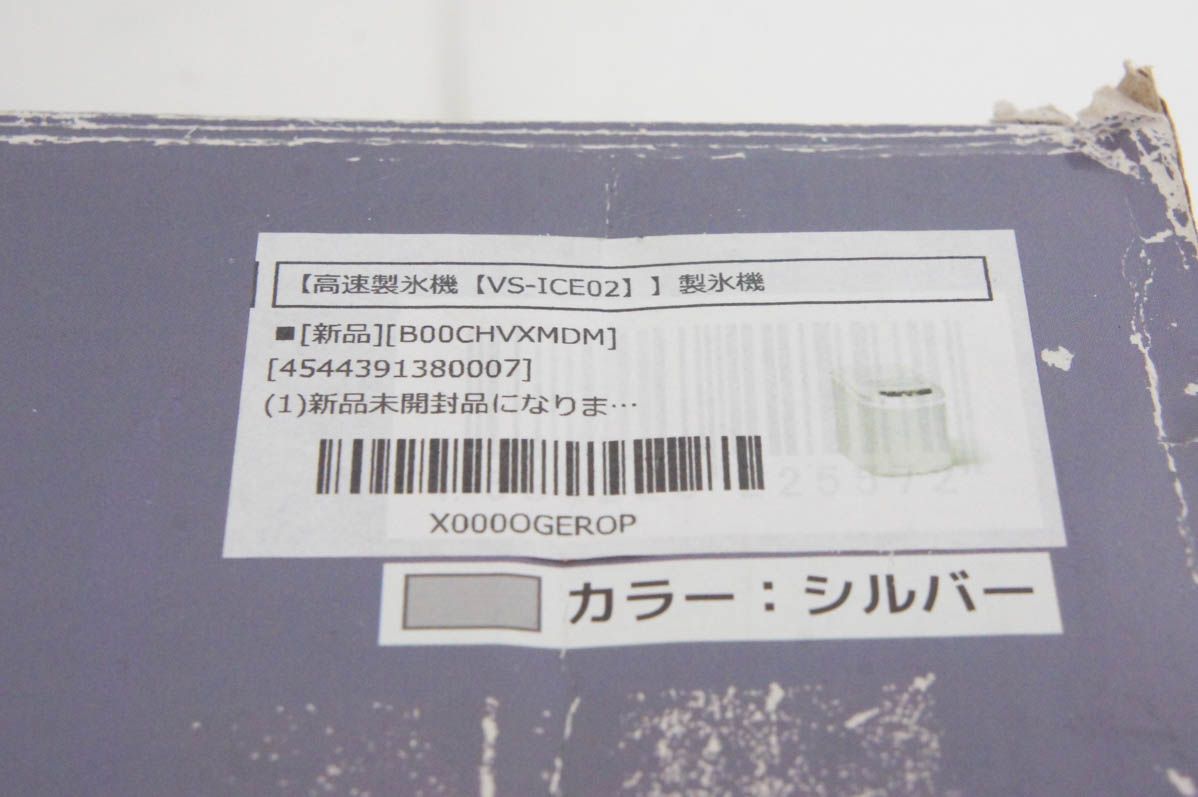 【高速製氷機【VS-ICE02】】製氷機
■[新品][B00CHVXMDM]
[4544391380007]
(1)新品未開封品になりま…
X000OGEROP
カラー：シルバー